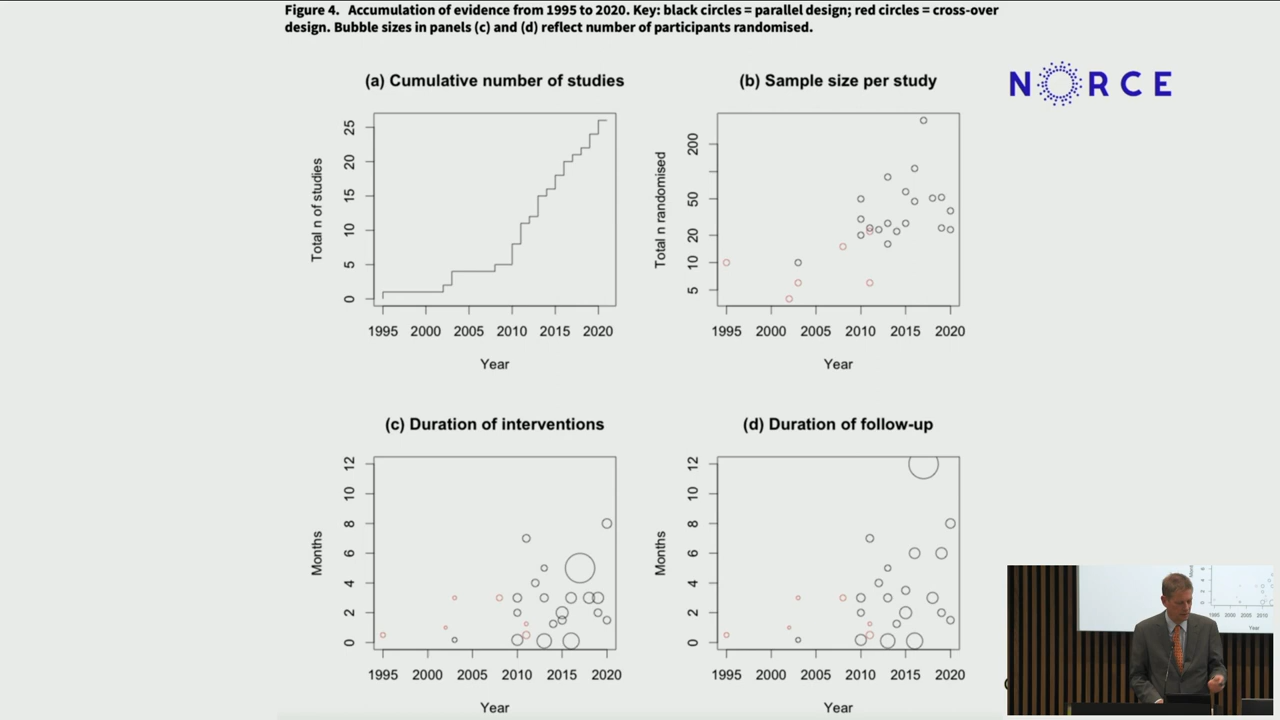 Figure 4. Accumulation of evidence from 1995 to 2020. Key: black circles = parallel design; red circles = cross-over
design. Bubble sizes in panels (c) and (d) reflect number of participants randomised.
NORCE
(a) Cumulative number of studies
Total n of studies
25
20
15
10
5
0
1995 2000 2005 2010 2015 2020
Year
(b) Sample size per study
Total n randomised
200
50
20
10
5
1995 2000 2005 2010 2015 2020
Year
(c) Duration of interventions
Months
12
10
8
6
4
2
0
1995 2000 2005 2010 2015 2020
Year
(d) Duration of follow-up
Months
12
10
8
6
4
2
0
1995 2000 2005 2010 2015 2020
Year